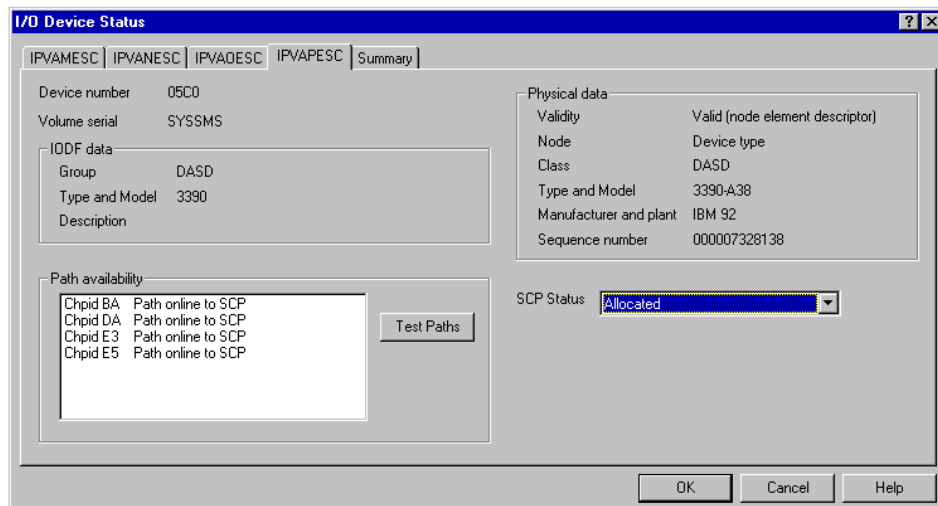 I/O Device Status
IPVAMESC IPVANESC IPVAOESC IPVAPESC Summary
Device number 05C0
Volume serial SYSSMS
IODF data
Group DASD
Type and Model 3390
Description
Path availability
Chpid BA Path online to SCP
Chpid DA Path online to SCP
Chpid E3 Path online to SCP
Chpid E5 Path online to SCP
Test Paths
Physical data
Validity Valid (node element descriptor)
Node Device type
Class DASD
Type and Model 3390-A38
Manufacturer and plant IBM 92
Sequence number 000007328138
SCP Status Allocated
OK Cancel Help